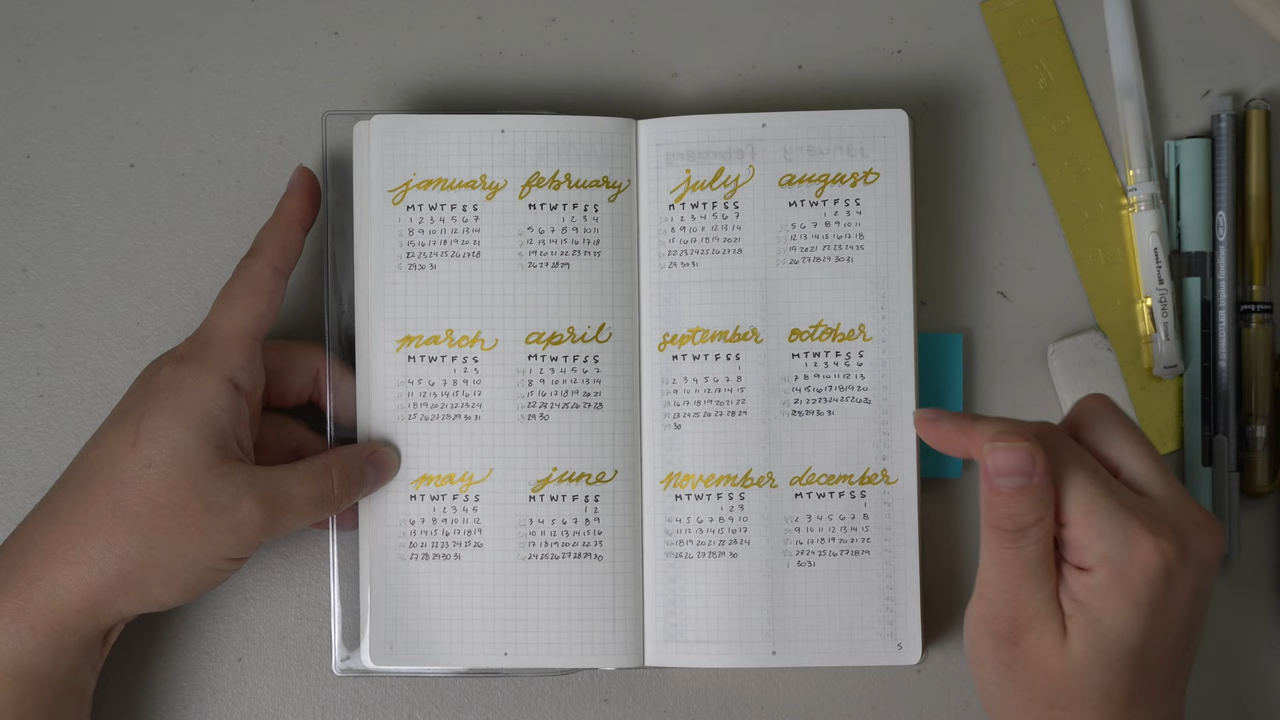 january
M T W T F S S
1 2 3 4 5 6 7
8 9 10 11 12 13 14
15 16 17 18 19 20 21
22 23 24 25 26 27 28
29 30 31
february
M T W T F S S
1 2 3 4
5 6 7 8 9 10 11
12 13 14 15 16 17 18
19 20 21 22 23 24 25
26 27 28 29
march
M T W T F S S
1 2 3
4 5 6 7 8 9 10
11 12 13 14 15 16 17
18 19 20 21 22 23 24
25 26 27 28 29 30 31
april
M T W T F S S
1 2 3 4 5 6 7
8 9 10 11 12 13 14
15 16 17 18 19 20 21
22 23 24 25 26 27 28
29 30
may
M T W T F S S
1 2 3 4 5
6 7 8 9 10 11 12
13 14 15 16 17 18 19
20 21 22 23 24 25 26
27 28 29 30 31
june
M T W T F S S
1 2
3 4 5 6 7 8 9
10 11 12 13 14 15 16
17 18 19 20 21 22 23
24 25 26 27 28 29 30
july
M T W T F S S
1 2 3 4 5 6 7
8 9 10 11 12 13 14
15 16 17 18 19 20 21
22 23 24 25 26 27 28
29 30 31
august
M T W T F S S
1 2 3 4
5 6 7 8 9 10 11
12 13 14 15 16 17 18
19 20 21 22 23 24 25
26 27 28 29 30 31
september
M T W T F S S
1
2 3 4 5 6 7 8
9 10 11 12 13 14 15
16 17 18 19 20 21 22
23 24 25 26 27 28 29
30
october
M T W T F S S
1 2 3 4 5 6
7 8 9 10 11 12 13
14 15 16 17 18 19 20
21 22 23 24 25 26 27
28 29 30 31
november
M T W T F S S
1 2 3
4 5 6 7 8 9 10
11 12 13 14 15 16 17
18 19 20 21 22 23 24
25 26 27 28 29 30
december
M T W T F S S
1
2 3 4 5 6 7 8
9 10 11 12 13 14 15
16 17 18 19 20 21 22
23 24 25 26 27 28 29
30 31
5
uni-ball Signo
STAEDTLER triplus fineliner